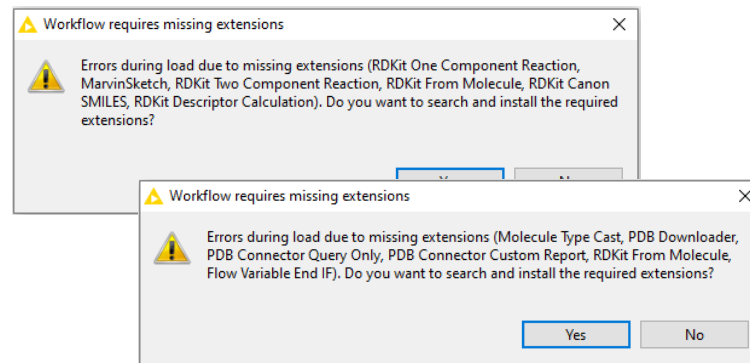 Workflow requires missing extensions
Errors during load due to missing extensions (RDKit One Component Reaction,
MarvinSketch, RDKit Two Component Reaction, RDKit From Molecule, RDKit Canon
SMILES, RDKit Descriptor Calculation). Do you want to search and install the required
extensions?
Workflow requires missing extensions
Errors during load due to missing extensions (Molecule Type Cast, PDB Downloader,
PDB Connector Query Only, PDB Connector Custom Report, RDKit From Molecule,
Flow Variable End IF). Do you want to search and install the required extensions?
Yes No